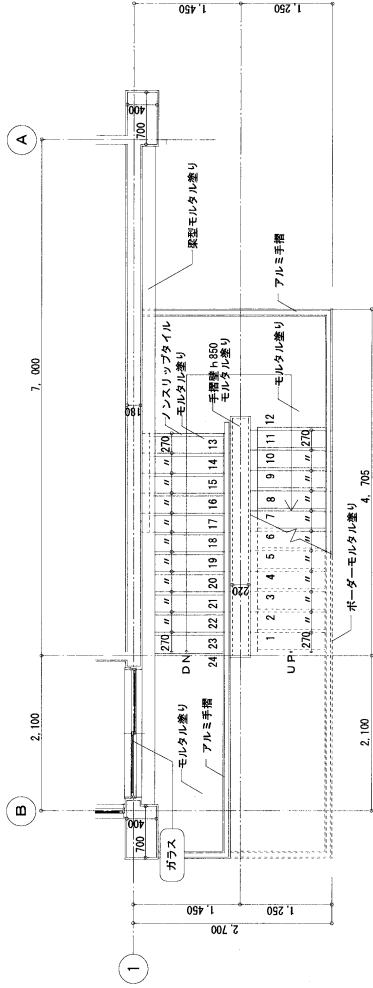 1
B
A
2,100
7,000
400
700
400
700
180
ガラス
モルタル塗り
アルミ手摺
梁型モルタル塗り
ノンスリップタイル
モルタル塗り
手摺壁h850
モルタル塗り
アルミ手摺
モルタル塗り
ボーダーモルタル塗り
DN
270 〃 〃 〃 〃 〃 〃 〃 〃 〃 270
24 23 22 21 20 19 18 17 16 15 14 13
220
UP
1 2 3 4 5 6 7 8 9 10 11 12
270 〃 〃 〃 〃 〃 〃 〃 〃 〃 270
1,450
1,250
2,700
1,450
1,250
2,100
4,705